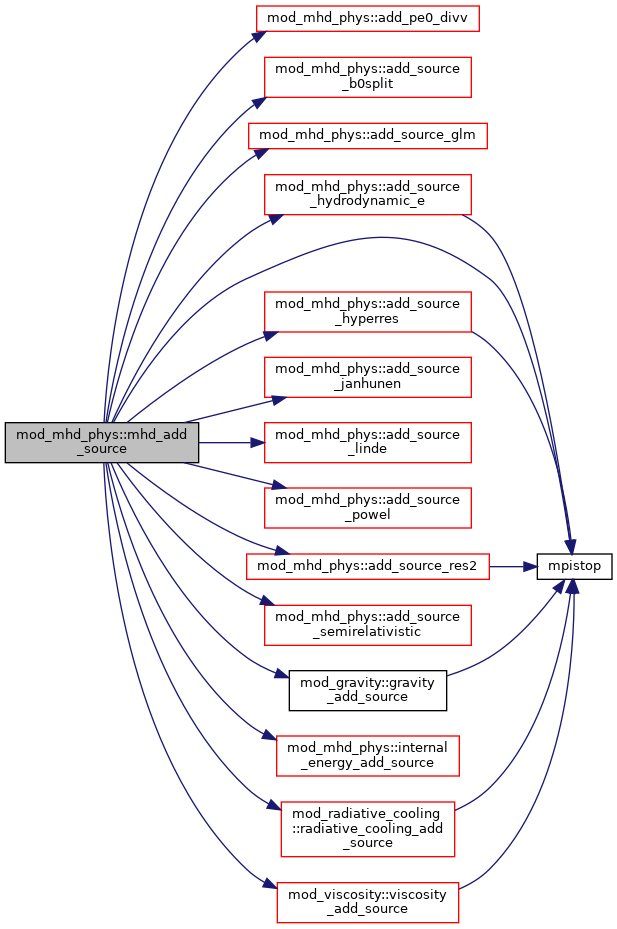 mod_mhd_phys::add_pe0_divv
mod_mhd_phys::add_source
_b0split
mod_mhd_phys::add_source_glm
mod_mhd_phys::add_source
_hydrodynamic_e
mod_mhd_phys::add_source
_hyperres
mod_mhd_phys::add_source
_janhunen
mod_mhd_phys::mhd_add
_source
mod_mhd_phys::add_source
_linde
mod_mhd_phys::add_source
_powel
mod_mhd_phys::add_source_res2
mpistop
mod_mhd_phys::add_source
_semirelativistic
mod_gravity::gravity
_add_source
mod_mhd_phys::internal
_energy_add_source
mod_radiative_cooling
::radiative_cooling_add
_source
mod_viscosity::viscosity
_add_source